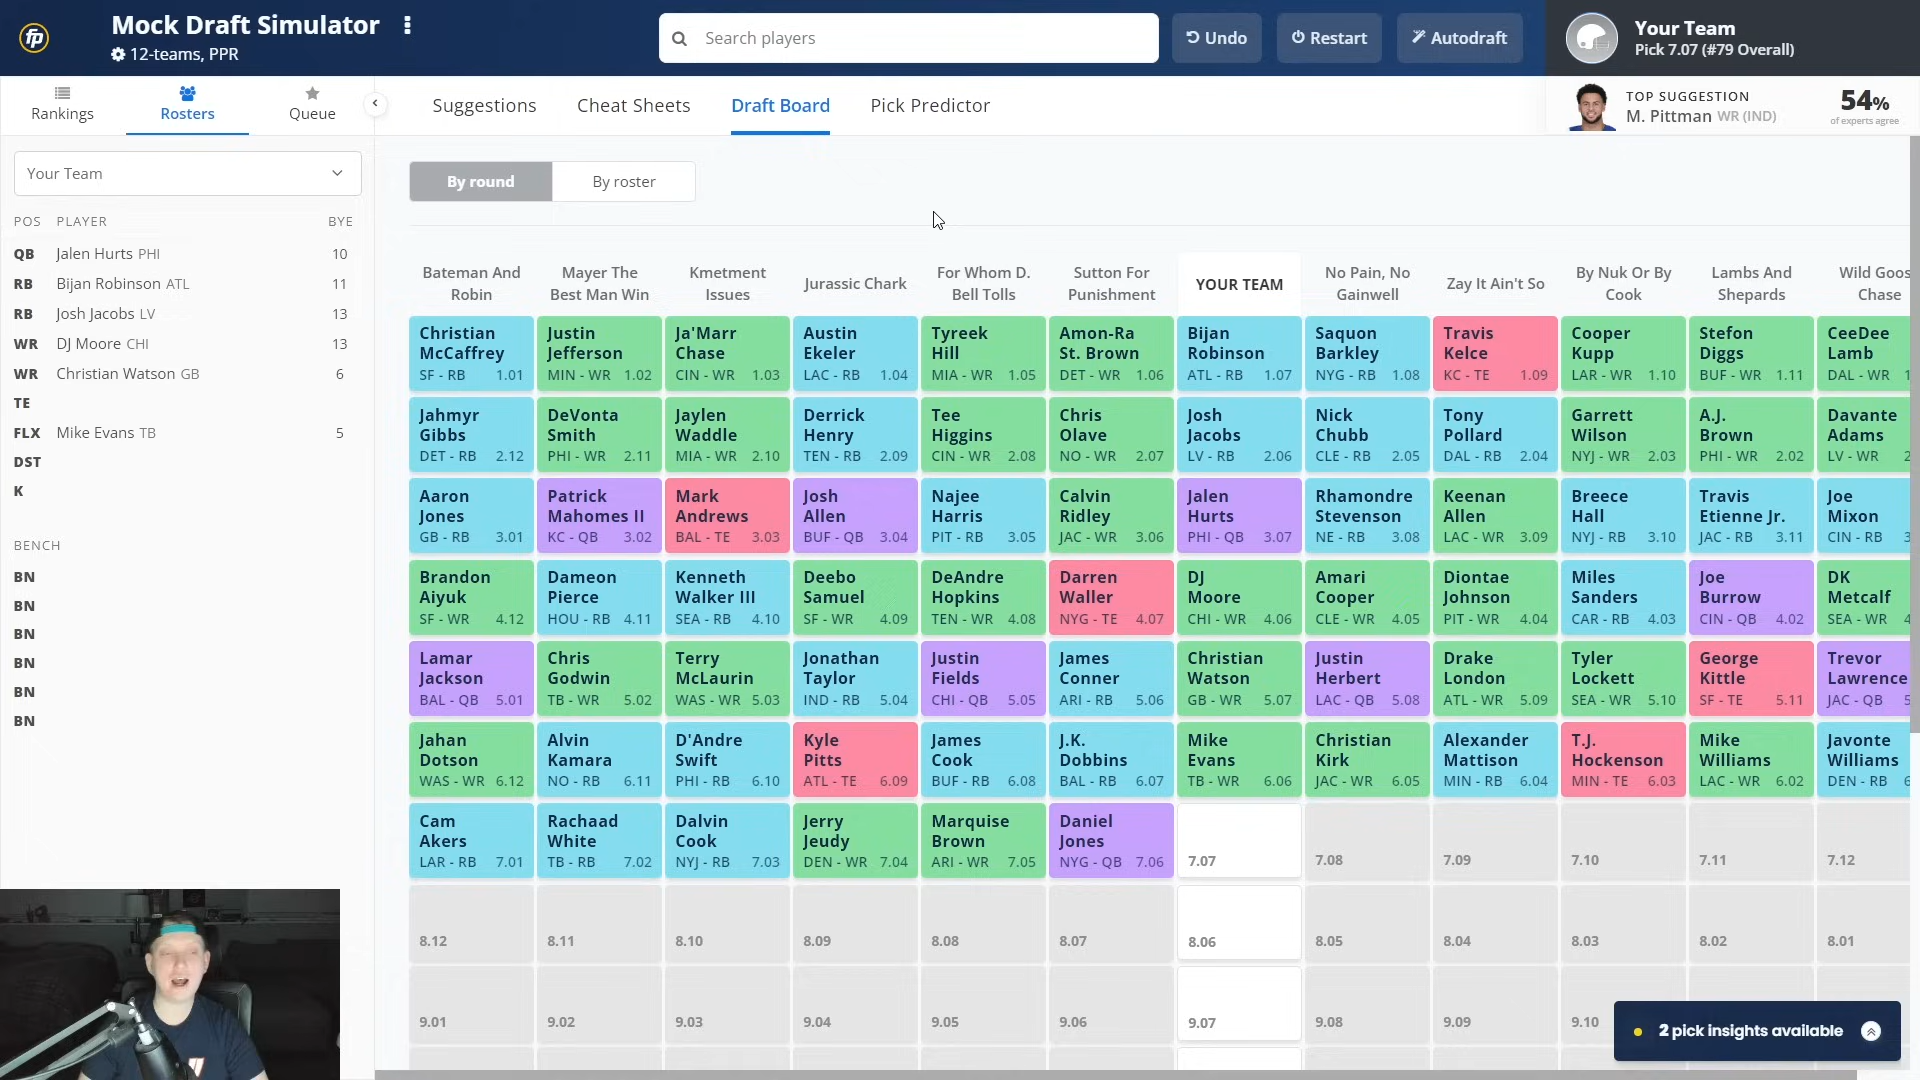 fp
Mock Draft Simulator
12-teams, PPR
Search players
Undo
Restart
Autodraft
Your Team
Pick 7.07 (#79 Overall)
Rankings
Rosters
Queue
Suggestions
Cheat Sheets
Draft Board
Pick Predictor
TOP SUGGESTION
M. Pittman WR (IND)
54%
of experts agree
Your Team
POS PLAYER BYE
QB Jalen Hurts PHI 10
RB Bijan Robinson ATL 11
RB Josh Jacobs LV 13
WR DJ Moore CHI 13
WR Christian Watson GB 6
TE
FLX Mike Evans TB 5
DST
K
BENCH
BN
BN
BN
BN
BN
BN
By round
By roster
Bateman And Mayer The Kmetment Jurassic Chark For Whom D. Sutton For YOUR TEAM No Pain, No Zay It Ain't So By Nuk Or By Lambs And Wild Goos
Robin Best Man Win Issues Bell Tolls Punishment Gainwell Cook Shepards Chase
Christian Justin Ja'Marr Austin Tyreek Amon-Ra Bijan Saquon Travis Cooper Stefon CeeDee
McCaffrey Jefferson Chase Ekeler Hill St. Brown Robinson Barkley Kelce Kupp Diggs Lamb
SF - RB 1.01 MIN - WR 1.02 CIN - WR 1.03 LAC - RB 1.04 MIA - WR 1.05 DET - WR 1.06 ATL - RB 1.07 NYG - RB 1.08 KC - TE 1.09 LAR - WR 1.10 BUF - WR 1.11 DAL - WR 1
Jahmyr DeVonta Jaylen Derrick Tee Chris Josh Nick Tony Garrett A.J. Davante
Gibbs Smith Waddle Henry Higgins Olave Jacobs Chubb Pollard Wilson Brown Adams
DET - RB 2.12 PHI - WR 2.11 MIA - WR 2.10 TEN - RB 2.09 CIN - WR 2.08 NO - WR 2.07 LV - RB 2.06 CLE - RB 2.05 DAL - RB 2.04 NYJ - WR 2.03 PHI - WR 2.02 LV - WR 2
Aaron Patrick Mark Josh Najee Calvin Jalen Rhamondre Keenan Breece Travis Joe
Jones Mahomes II Andrews Allen Harris Ridley Hurts Stevenson Allen Hall Etienne Jr. Mixon
GB - RB 3.01 KC - QB 3.02 BAL - TE 3.03 BUF - QB 3.04 PIT - RB 3.05 JAC - WR 3.06 PHI - QB 3.07 NE - RB 3.08 LAC - WR 3.09 NYJ - RB 3.10 JAC - RB 3.11 CIN - RB 3
Brandon Dameon Kenneth Deebo DeAndre Darren DJ Amari Diontae Miles Joe DK
Aiyuk Pierce Walker III Samuel Hopkins Waller Moore Cooper Johnson Sanders Burrow Metcalf
SF - WR 4.12 HOU - RB 4.11 SEA - RB 4.10 SF - WR 4.09 TEN - WR 4.08 NYG - TE 4.07 CHI - WR 4.06 CLE - WR 4.05 PIT - WR 4.04 CAR - RB 4.03 CIN - QB 4.02 SEA - WR 4
Lamar Chris Terry Jonathan Justin James Christian Justin Drake Tyler George Trevor
Jackson Godwin McLaurin Taylor Fields Conner Watson Herbert London Lockett Kittle Lawrence
BAL - QB 5.01 TB - WR 5.02 WAS - WR 5.03 IND - RB 5.04 CHI - QB 5.05 ARI - RB 5.06 GB - WR 5.07 LAC - QB 5.08 ATL - WR 5.09 SEA - WR 5.10 SF - TE 5.11 JAC - QB 5
Jahan Alvin D'Andre Kyle James J.K. Mike Christian Alexander T.J. Mike Javonte
Dotson Kamara Swift Pitts Cook Dobbins Evans Kirk Mattison Hockenson Williams Williams
WAS - WR 6.12 NO - RB 6.11 PHI - RB 6.10 ATL - TE 6.09 BUF - RB 6.08 BAL - RB 6.07 TB - WR 6.06 JAC - WR 6.05 MIN - RB 6.04 MIN - TE 6.03 LAC - WR 6.02 DEN - RB 6
Cam Rachaad Dalvin Jerry Marquise Daniel
Akers White Cook Jeudy Brown Jones
LAR - RB 7.01 TB - RB 7.02 NYJ - RB 7.03 DEN - WR 7.04 ARI - WR 7.05 NYG - QB 7.06 7.07 7.08 7.09 7.10 7.11 7.12
8.12 8.11 8.10 8.09 8.08 8.07 8.06 8.05 8.04 8.03 8.02 8.01
9.01 9.02 9.03 9.04 9.05 9.06 9.07 9.08 9.09 9.10
2 pick insights available